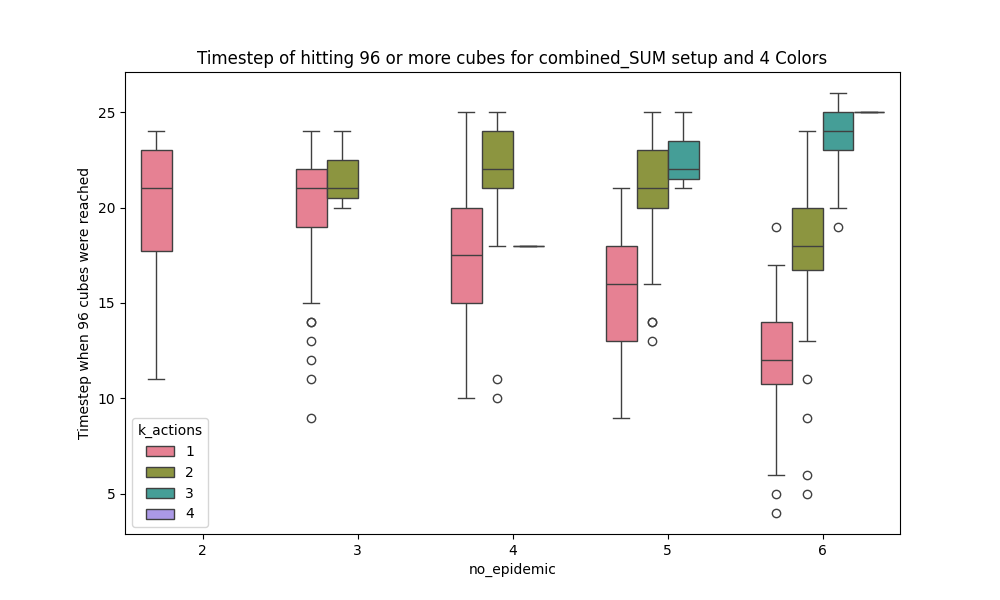 Timestep of hitting 96 or more cubes for combined_SUM setup and 4 Colors
Timestep when 96 cubes were reached
25
20
15
10
5
k_actions
1
2
3
4
2 3 4 5 6
no_epidemic